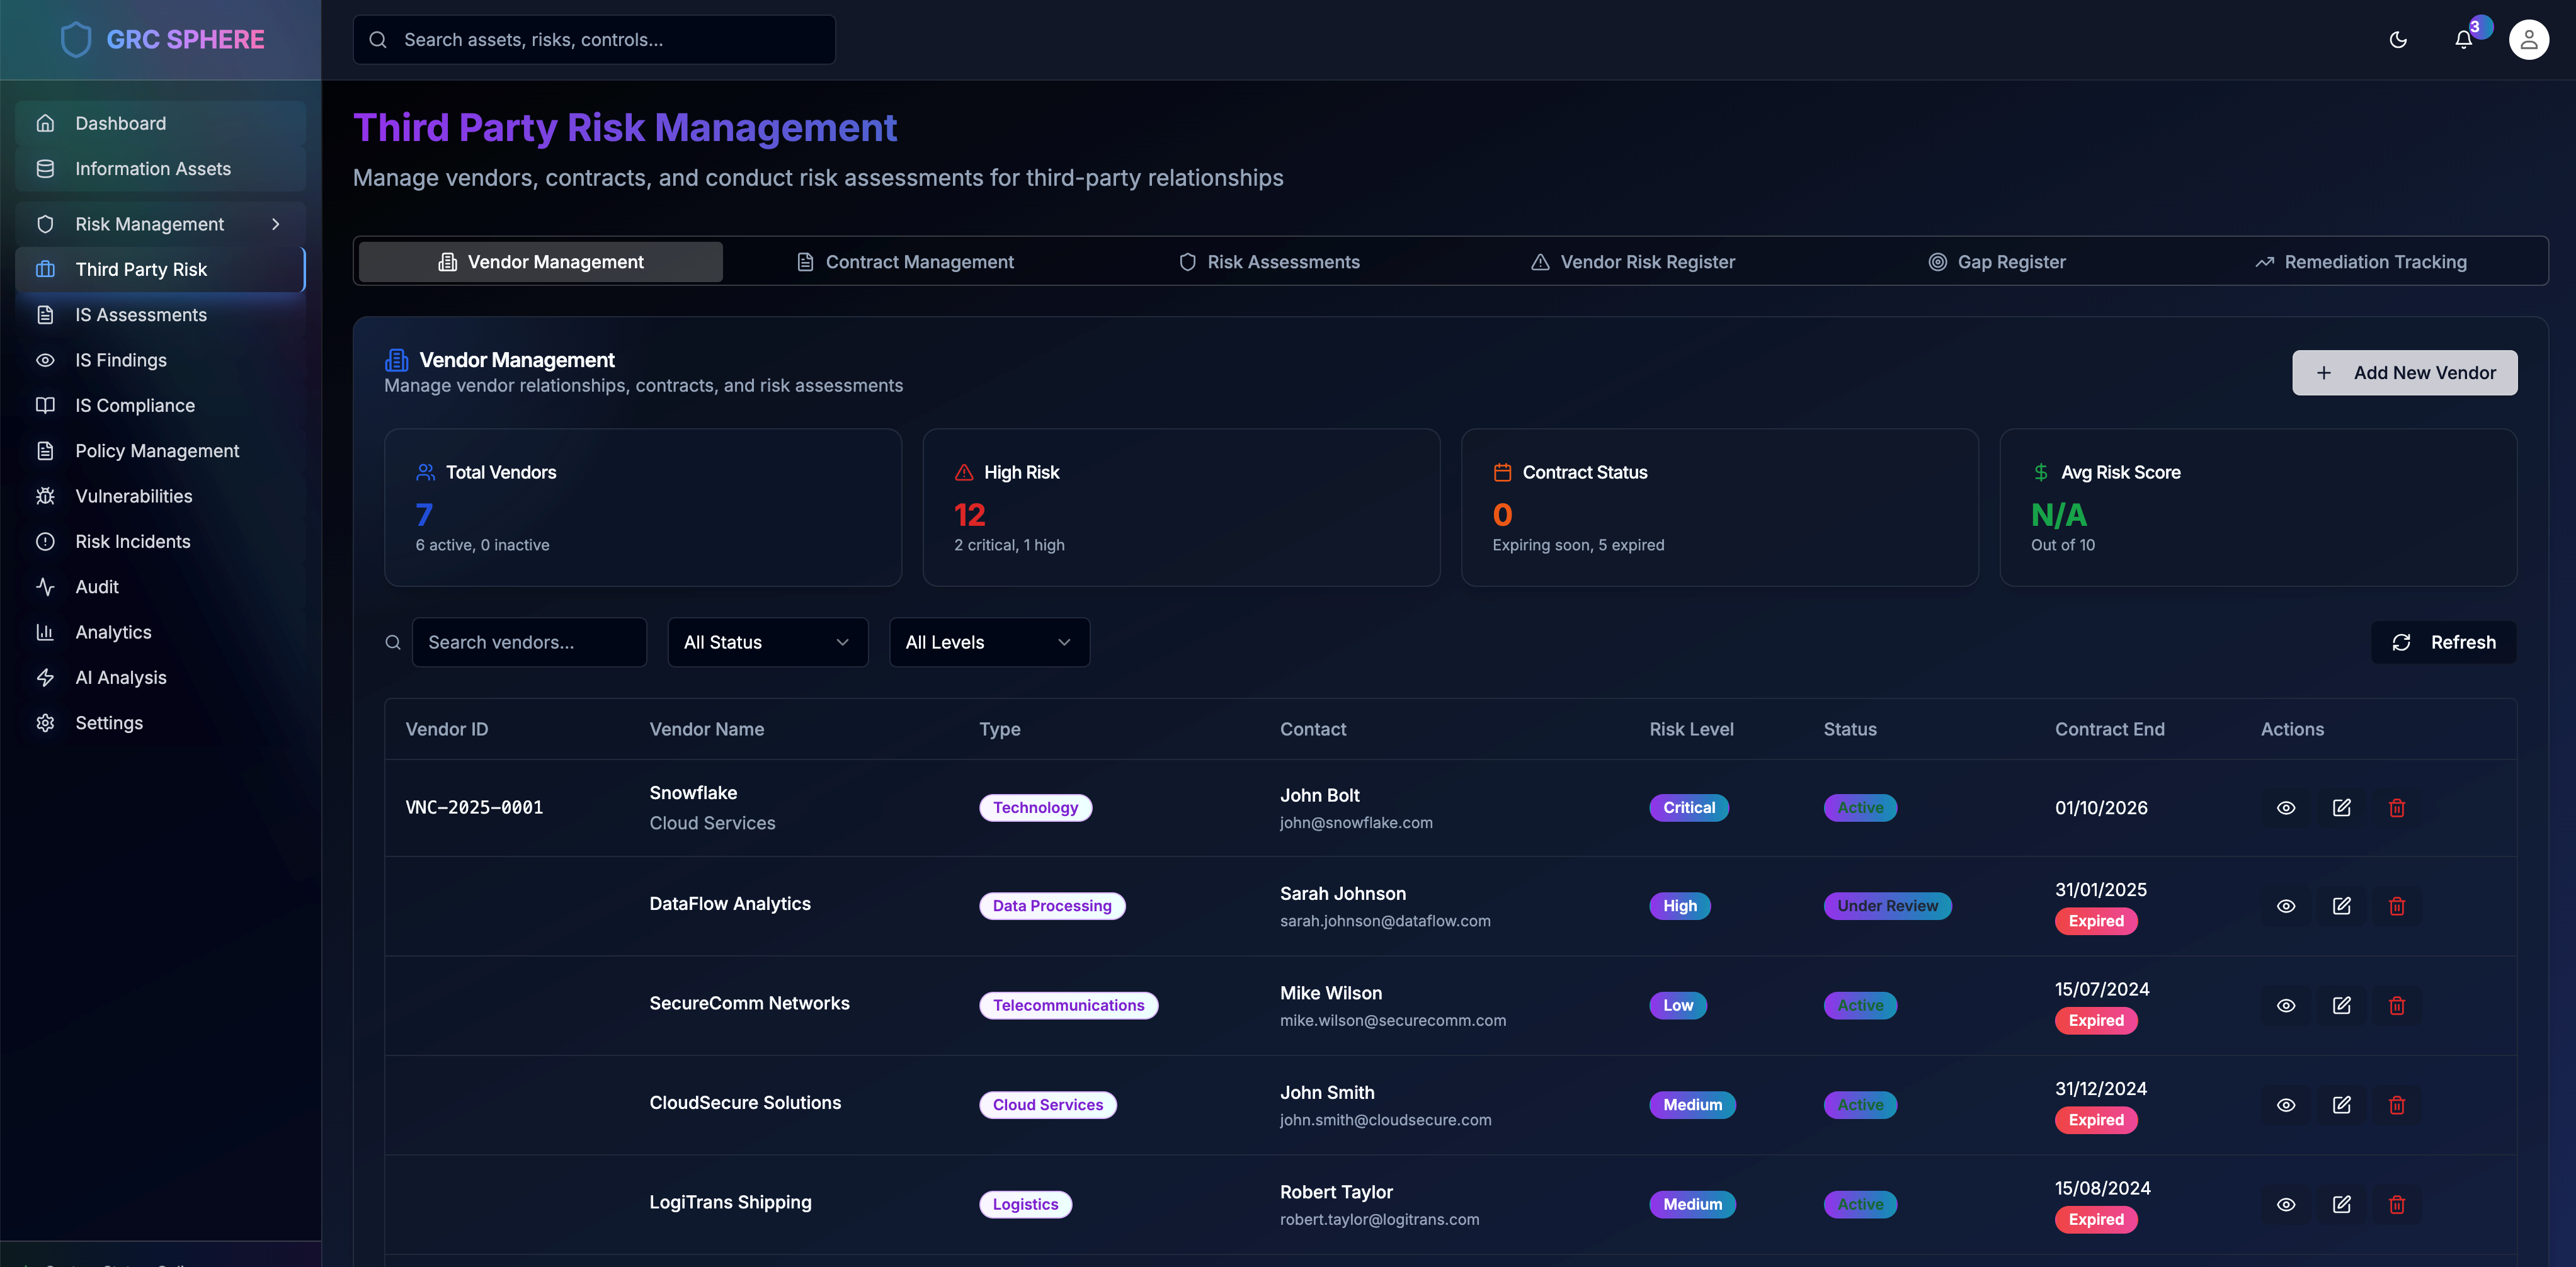 GRC SPHERE
Search assets, risks, controls...
3
Dashboard
Information Assets
Risk Management
Third Party Risk
IS Assessments
IS Findings
IS Compliance
Policy Management
Vulnerabilities
Risk Incidents
Audit
Analytics
AI Analysis
Settings
Third Party Risk Management
Manage vendors, contracts, and conduct risk assessments for third-party relationships
Vendor Management Contract Management Risk Assessments Vendor Risk Register Gap Register Remediation Tracking
Vendor Management
Manage vendor relationships, contracts, and risk assessments
Add New Vendor
Total Vendors
7
6 active, 0 inactive
High Risk
12
2 critical, 1 high
Contract Status
0
Expiring soon, 5 expired
Avg Risk Score
N/A
Out of 10
Search vendors... All Status All Levels Refresh
Vendor ID Vendor Name Type Contact Risk Level Status Contract End Actions
VNC-2025-0001 Snowflake Technology John Bolt Critical Active 01/10/2026
Cloud Services john@snowflake.com
DataFlow Analytics Data Processing Sarah Johnson High Under Review 31/01/2025
sarah.johnson@dataflow.com Expired
SecureComm Networks Telecommunications Mike Wilson Low Active 15/07/2024
mike.wilson@securecomm.com Expired
CloudSecure Solutions Cloud Services John Smith Medium Active 31/12/2024
john.smith@cloudsecure.com Expired
LogiTrans Shipping Logistics Robert Taylor Medium Active 15/08/2024
robert.taylor@logitrans.com Expired